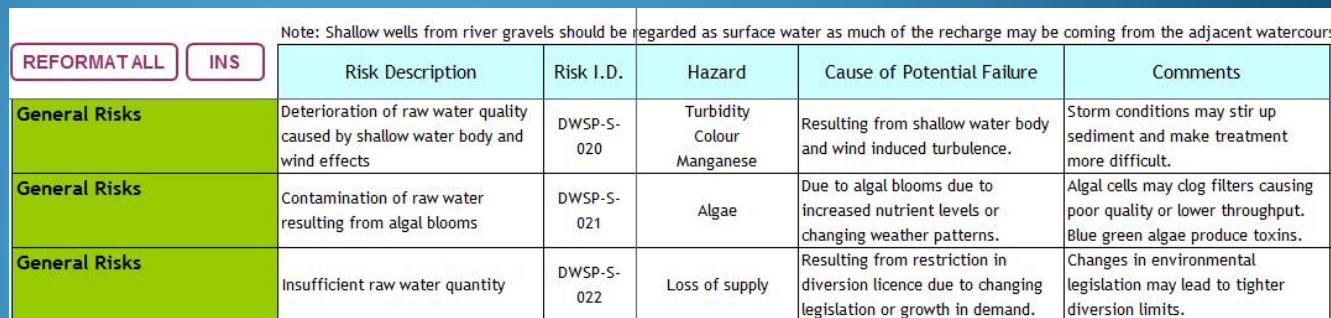 Note: Shallow wells from river gravels should be regarded as surface water as much of the recharge may be coming from the adjacent watercours
REFORMAT ALL
INS
Risk Description
Risk I.D.
Hazard
Cause of Potential Failure
Comments
General Risks
Deterioration of raw water quality
caused by shallow water body and
wind effects
DWSP-S-
020
Turbidity
Colour
Manganese
Resulting from shallow water body
and wind induced turbulence.
Storm conditions may stir up
sediment and make treatment
more difficult.
General Risks
Contamination of raw water
resulting from algal blooms
DWSP-S-
021
Algae
Due to algal blooms due to
increased nutrient levels or
changing weather patterns.
Algal cells may clog filters causing
poor quality or lower throughput.
Blue green algae produce toxins.
General Risks
Insufficient raw water quantity
DWSP-S-
022
Loss of supply
Resulting from restriction in
diversion licence due to changing
legislation or growth in demand.
Changes in environmental
legislation may lead to tighter
diversion limits.